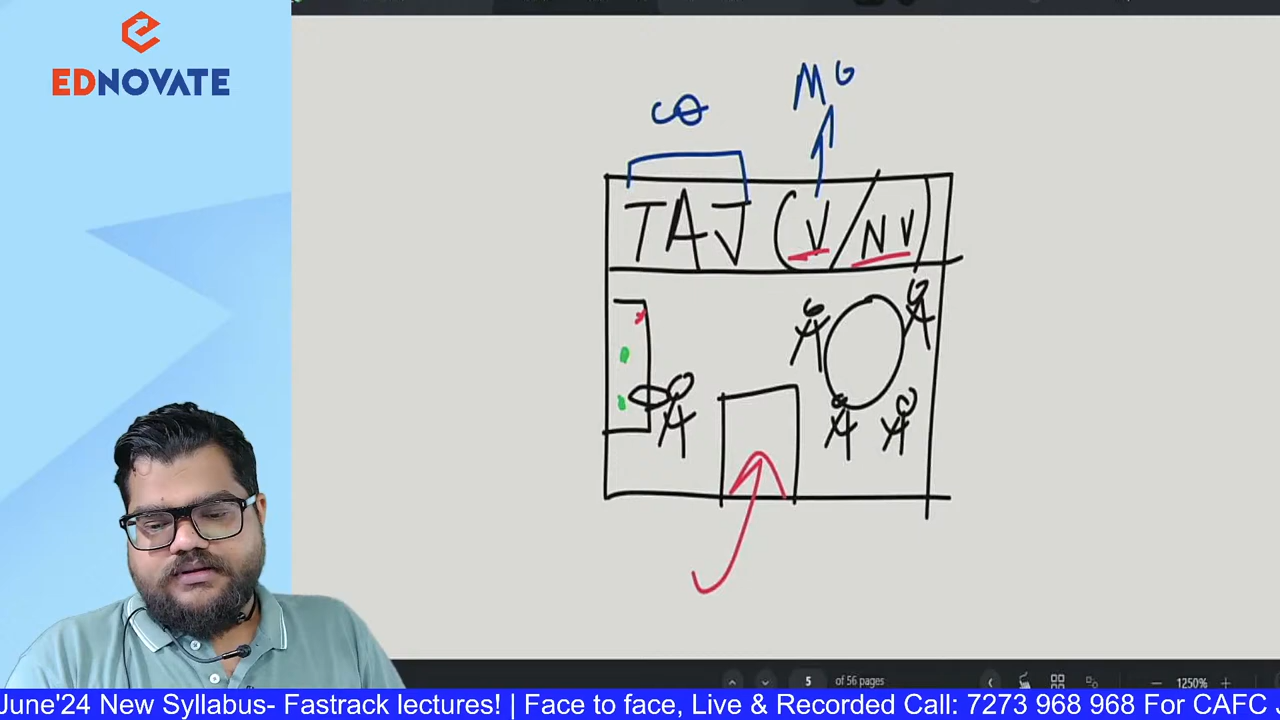 EDNOVATE
CO
MG
TAJ (V/NV)
5 of 56 pages
1250%
June'24 New Syllabus- Fastrack lectures! | Face to face, Live & Recorded Call: 7273 968 968 For CAFC J